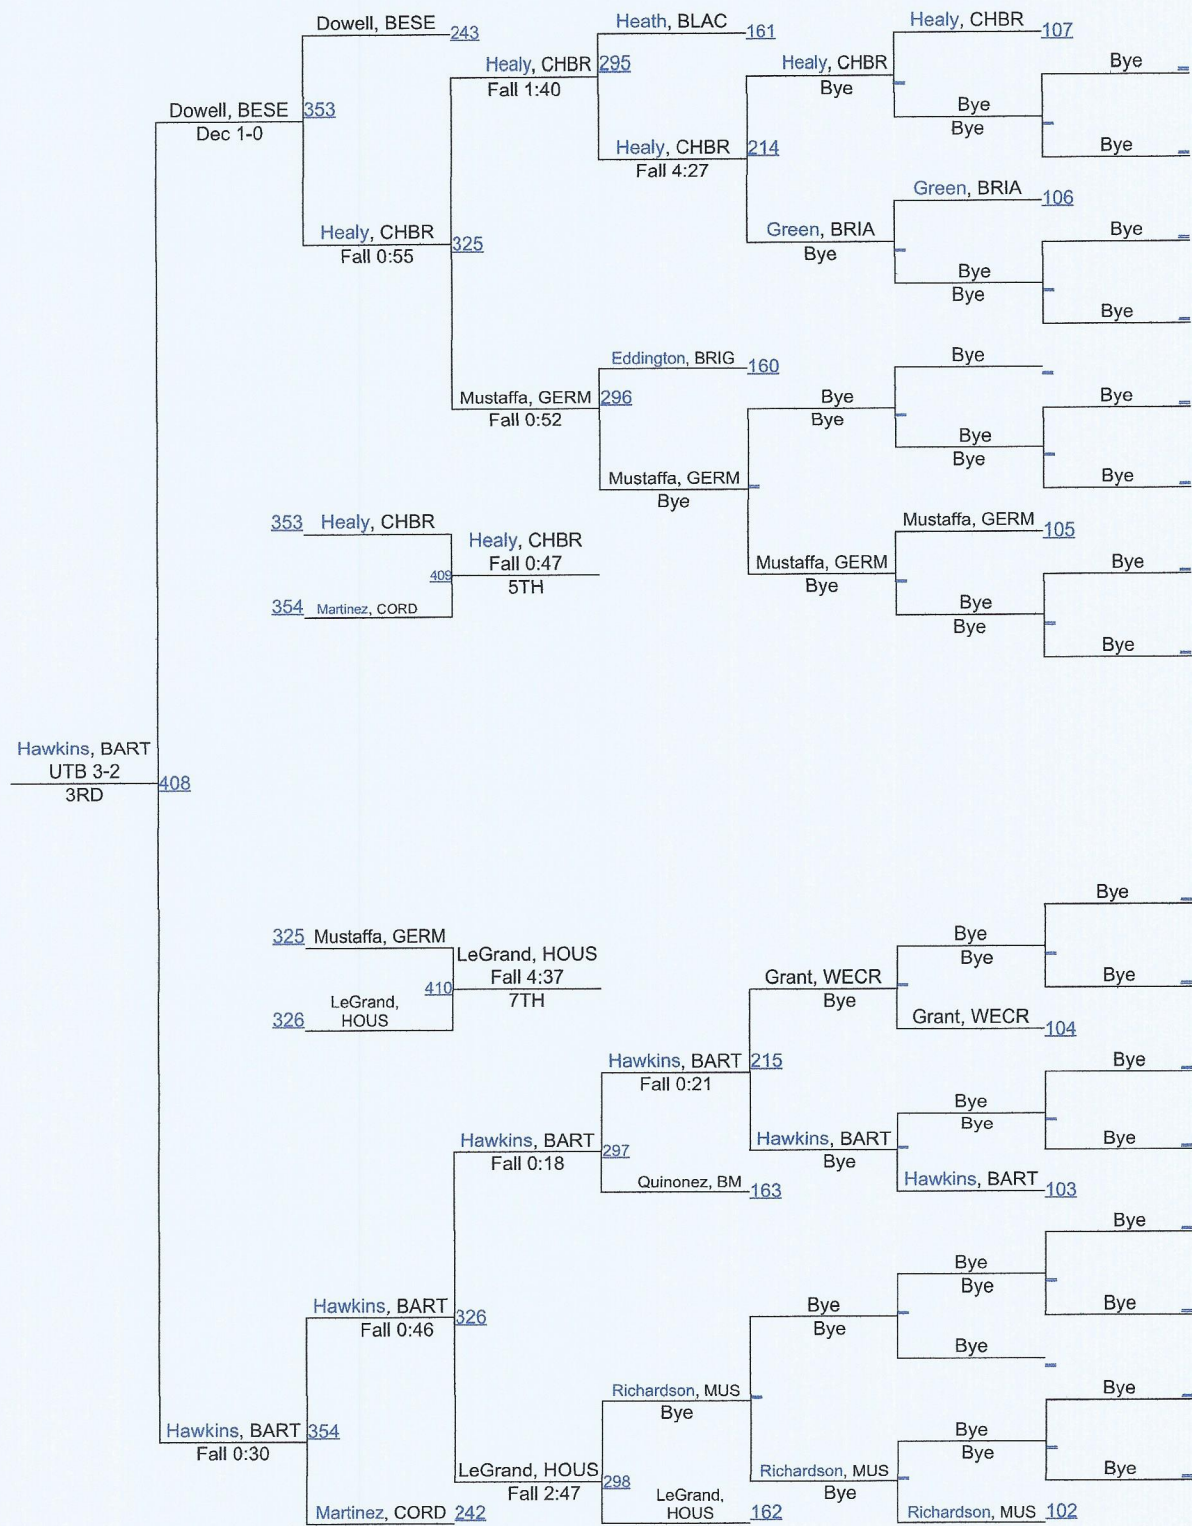 Dowell, BESE
243
Heath, BLAC
161
Healy, CHBR
107
Bye
Healy, CHBR
295
Fall 1:40
Healy, CHBR
Bye
Dowell, BESE
353
Dec 1-0
Bye
Bye
Healy, CHBR
214
Fall 4:27
Bye
Green, BRIA
106
Healy, CHBR
325
Fall 0:55
Green, BRIA
Bye
Bye
Bye
Bye
Bye
Eddington, BRIG
160
Bye
Mustaffa, GERM
296
Fall 0:52
Bye
Bye
Bye
Bye
Bye
Mustaffa, GERM
Bye
Bye
353
Healy, CHBR
Healy, CHBR
Fall 0:47
409
5TH
Mustaffa, GERM
105
Mustaffa, GERM
Bye
Bye
354
Martinez, CORD
Bye
Bye
Bye
Hawkins, BART
UTB 3-2
408
3RD
Bye
325
Mustaffa, GERM
LeGrand, HOUS
Fall 4:37
410
7TH
Bye
Bye
Grant, WECR
Bye
Bye
326
LeGrand,
HOUS
Grant, WECR
104
Hawkins, BART
215
Fall 0:21
Bye
Hawkins, BART
297
Fall 0:18
Bye
Bye
Hawkins, BART
Bye
Bye
Quinonez, BM
163
Hawkins, BART
103
Bye
Hawkins, BART
326
Fall 0:46
Bye
Bye
Bye
Bye
Bye
Bye
Richardson, MUS
Bye
Bye
Hawkins, BART
354
Fall 0:30
Bye
Bye
LeGrand, HOUS
298
Fall 2:47
Richardson, MUS
Bye
Bye
Martinez, CORD
242
LeGrand,
HOUS
162
Richardson, MUS
102